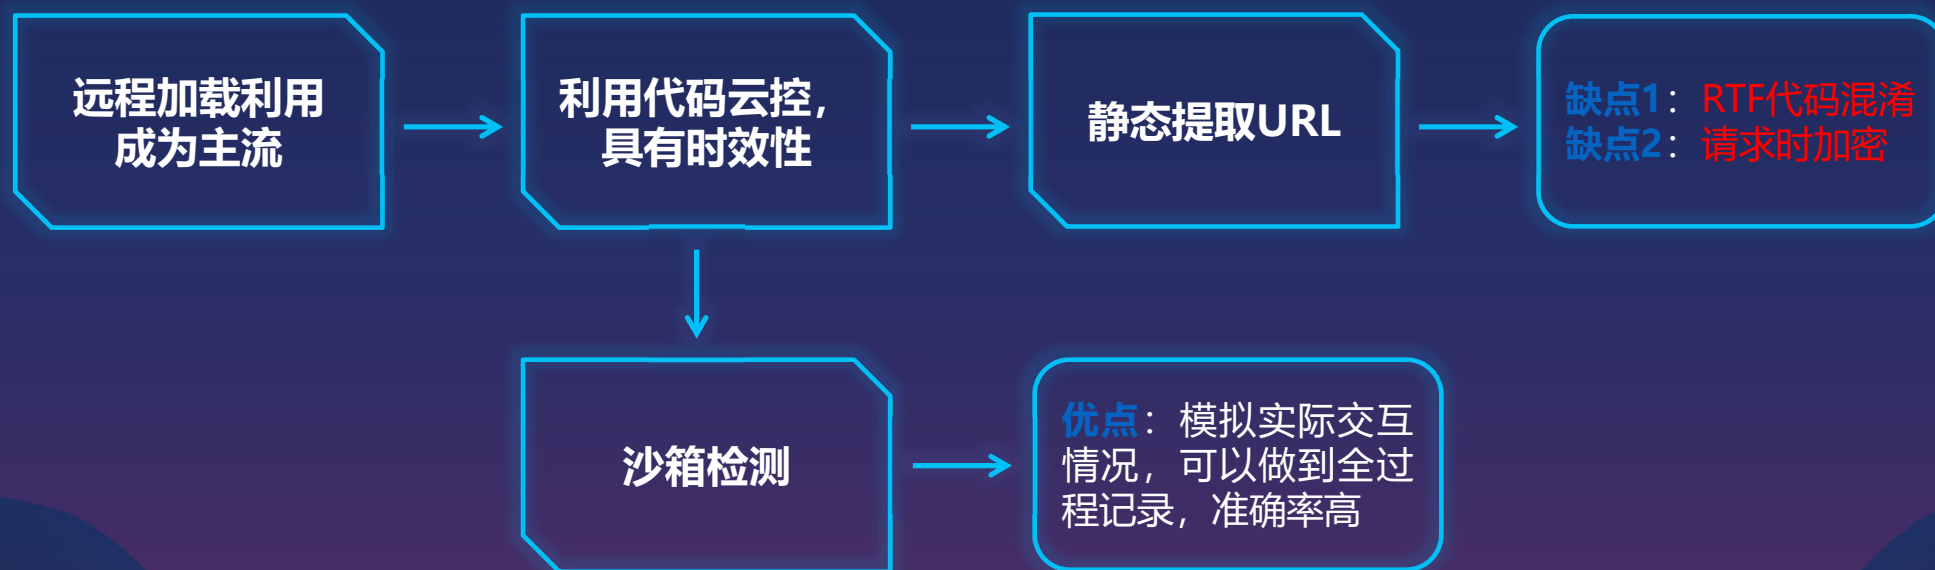 远程加载利用
成为主流
利用代码云控，
具有时效性
静态提取URL
缺点1：RTF代码混淆
缺点2：请求时加密
沙箱检测
优点：模拟实际交互
情况，可以做到全过
程记录，准确率高